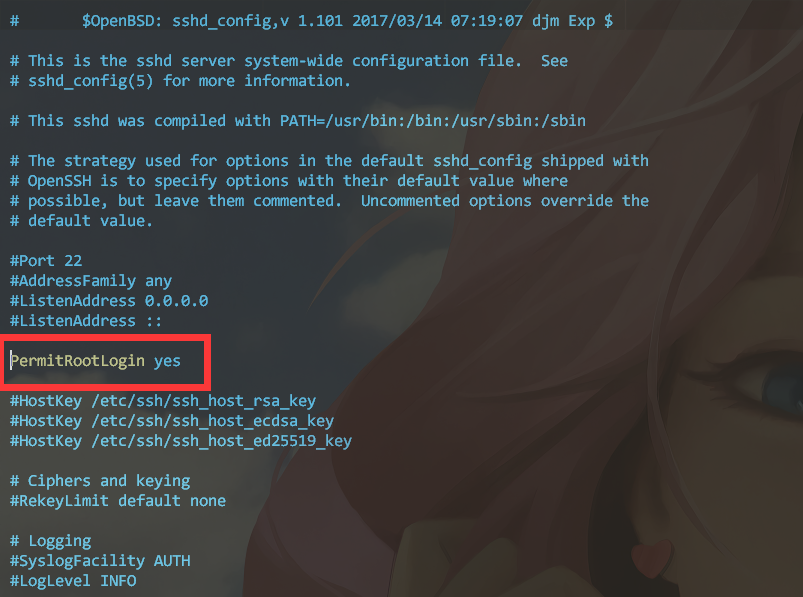 #       $OpenBSD: sshd_config,v 1.101 2017/03/14 07:19:07 djm Exp $
# This is the sshd server system-wide configuration file.  See
# sshd_config(5) for more information.
# This sshd was compiled with PATH=/usr/bin:/bin:/usr/sbin:/sbin
# The strategy used for options in the default sshd_config shipped with
# OpenSSH is to specify options with their default value where
# possible, but leave them commented.  Uncommented options override the
# default value.
#Port 22
#AddressFamily any
#ListenAddress 0.0.0.0
#ListenAddress ::
PermitRootLogin yes
#HostKey /etc/ssh/ssh_host_rsa_key
#HostKey /etc/ssh/ssh_host_ecdsa_key
#HostKey /etc/ssh/ssh_host_ed25519_key
# Ciphers and keying
#RekeyLimit default none
# Logging
#SyslogFacility AUTH
#LogLevel INFO